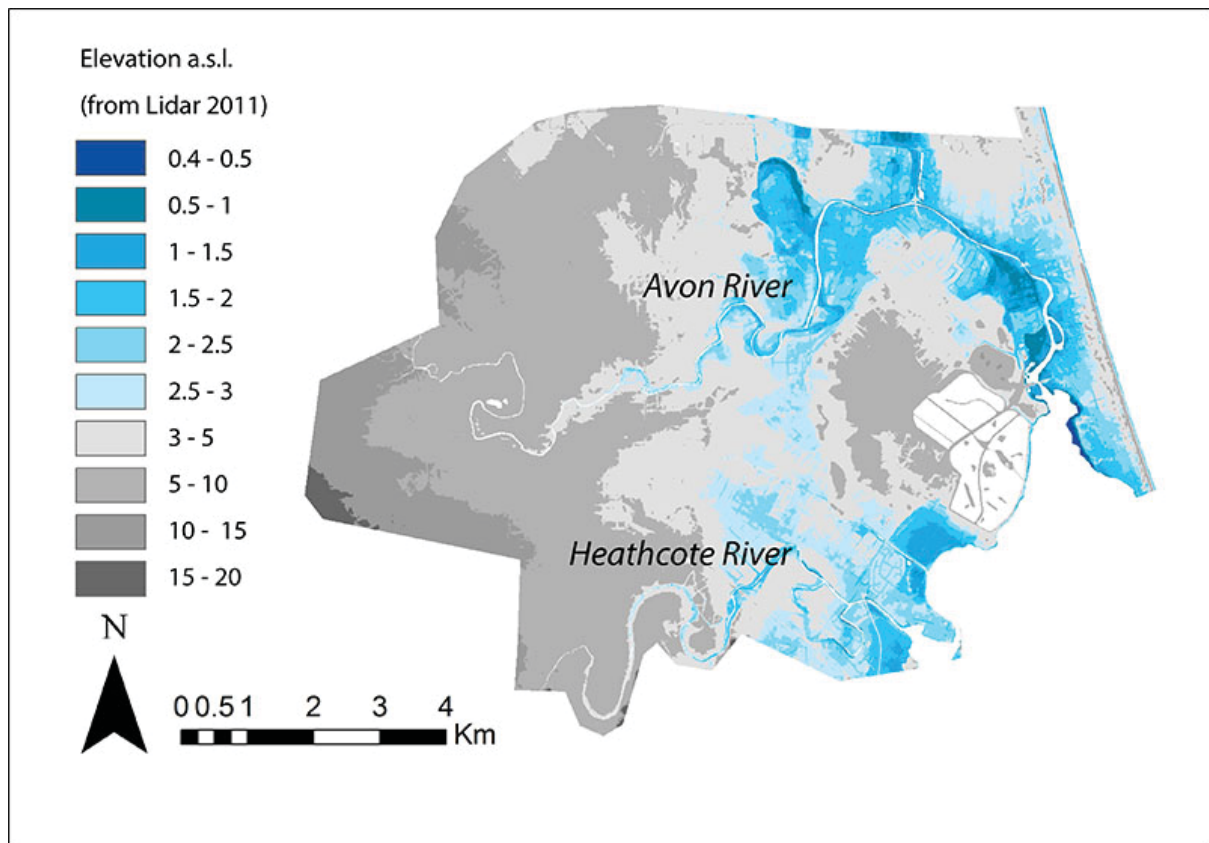 Elevation a.s.l.
(from Lidar 2011)
0.4 - 0.5
0.5 - 1
1 - 1.5
1.5 - 2
2 - 2.5
2.5 - 3
3 - 5
5 - 10
10 - 15
15 - 20
N
0 0.5 1 2 3 4
Km
Avon River
Heathcote River